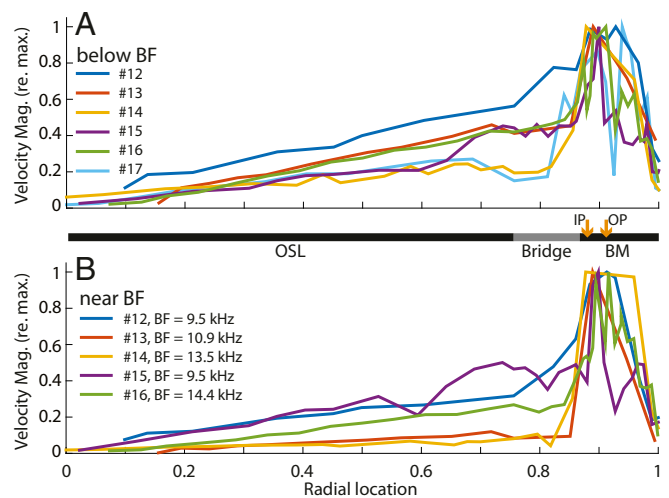 A
Velocity Mag. (re. max.)
1
0.8
0.6
0.4
0.2
0
below BF
#12
#13
#14
#15
#16
#17
IP OP
OSL Bridge BM
B
Velocity Mag. (re. max.)
1
0.8
0.6
0.4
0.2
0
near BF
#12, BF = 9.5 kHz
#13, BF = 10.9 kHz
#14, BF = 13.5 kHz
#15, BF = 9.5 kHz
#16, BF = 14.4 kHz
0 0.2 0.4 0.6 0.8 1
Radial location